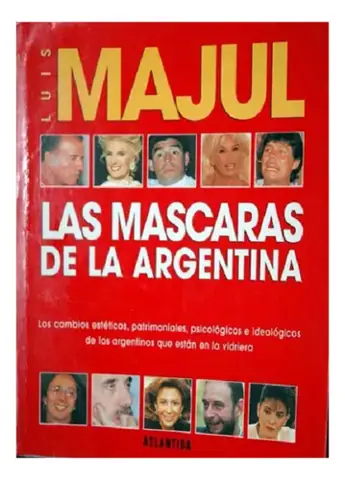 LUIS
MAJUL
LAS MASCARAS
DE LA ARGENTINA
Los cambios estéticos, patrimoniales, psicológicos e ideológicos
de los argentinos que están en la vidriera
ATLANTIDA